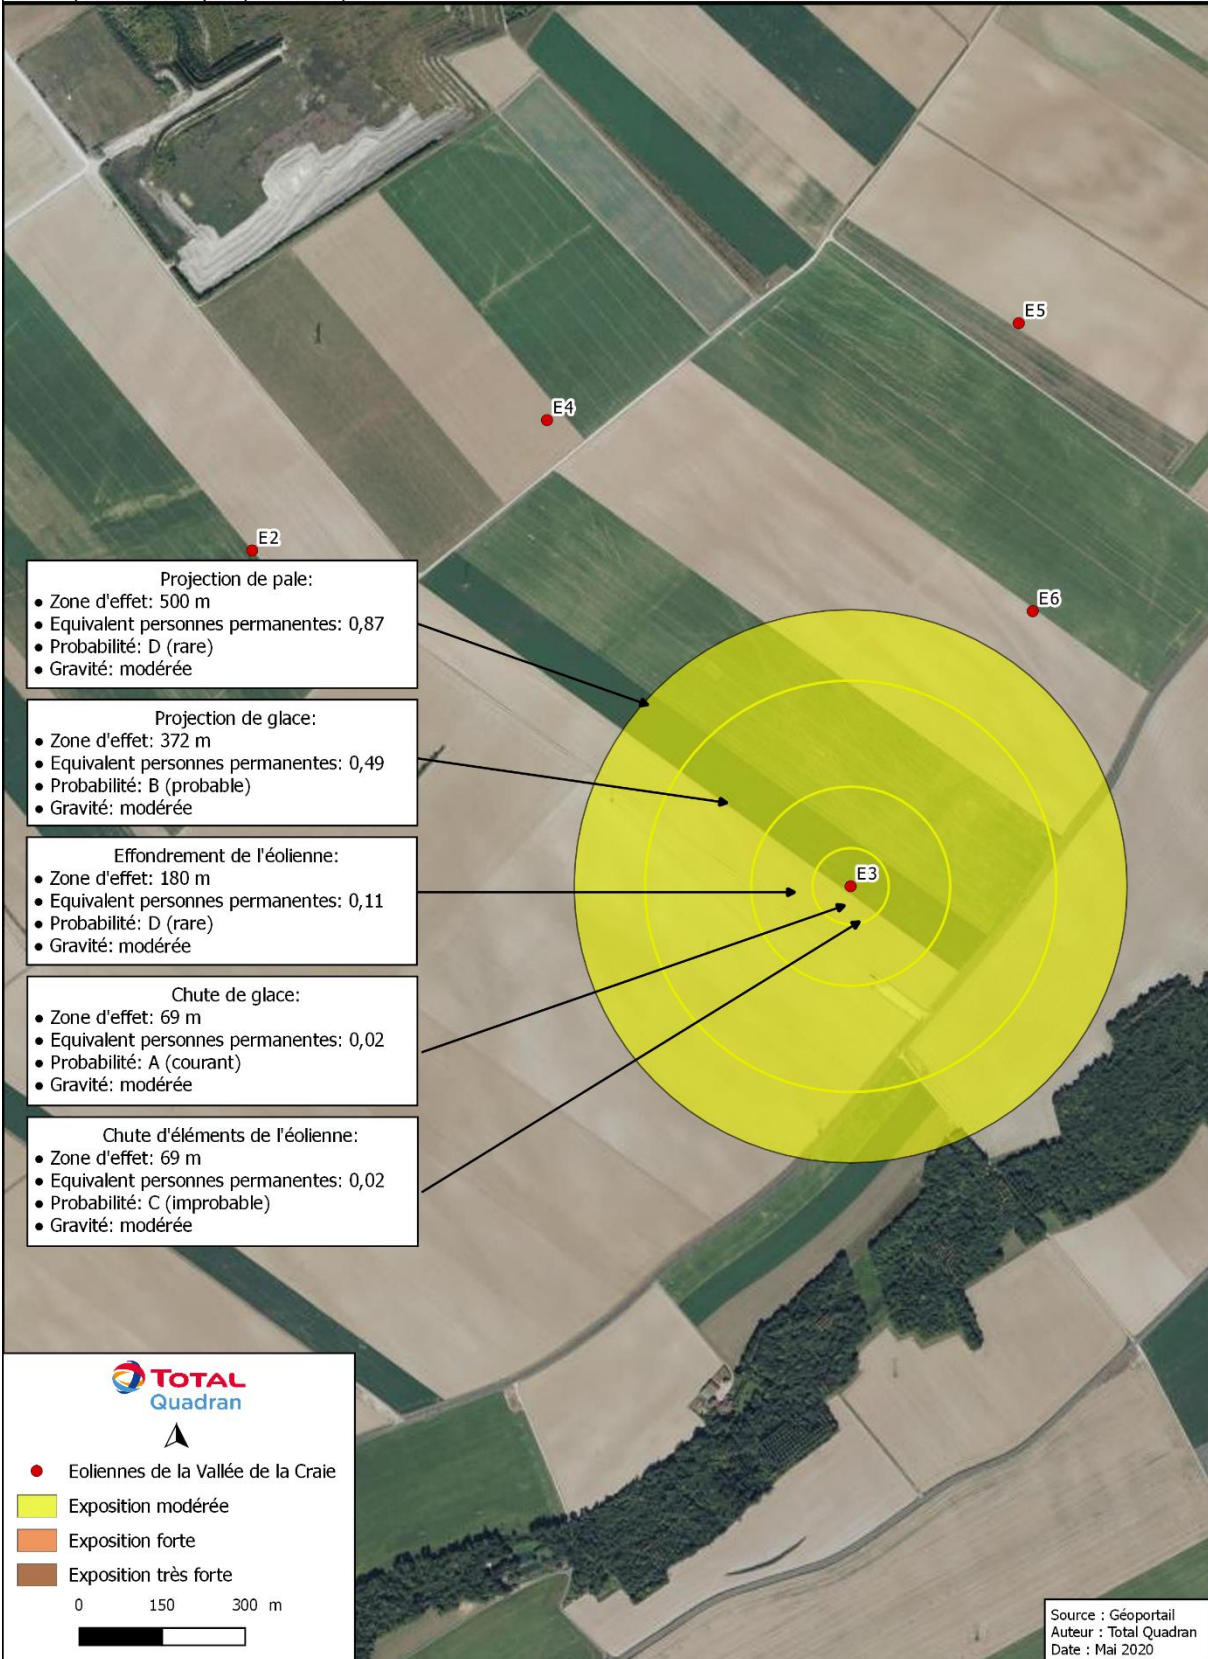 E5
E4
E2
E6
E3
Projection de pale:
• Zone d'effet: 500 m
• Equivalent personnes permanentes: 0,87
• Probabilité: D (rare)
• Gravité: modérée
Projection de glace:
• Zone d'effet: 372 m
• Equivalent personnes permanentes: 0,49
• Probabilité: B (probable)
• Gravité: modérée
Effondrement de l'éolienne:
• Zone d'effet: 180 m
• Equivalent personnes permanentes: 0,11
• Probabilité: D (rare)
• Gravité: modérée
Chute de glace:
• Zone d'effet: 69 m
• Equivalent personnes permanentes: 0,02
• Probabilité: A (courant)
• Gravité: modérée
Chute d'éléments de l'éolienne:
• Zone d'effet: 69 m
• Equivalent personnes permanentes: 0,02
• Probabilité: C (improbable)
• Gravité: modérée
TOTAL
Quadran
Eoliennes de la Vallée de la Craie
Exposition modérée
Exposition forte
Exposition très forte
0 150 300 m
Source : Géoportail
Auteur : Total Quadran
Date : Mai 2020